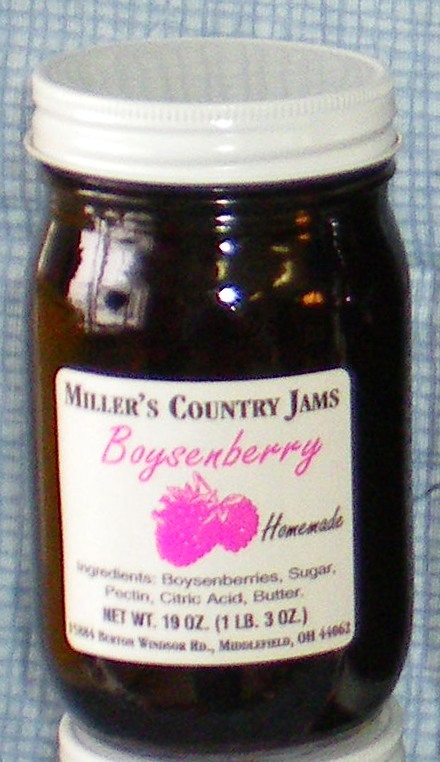 MILLER'S COUNTRY JAMS
Boysenberry
Homemade
Ingredients: Boysenberries, Sugar,
Pectin, Citric Acid, Butter.
NET WT. 19 OZ. (1 LB. 3 OZ.)
BURTON WINDSOR RD., MIDDLEFIELD, OH 44062